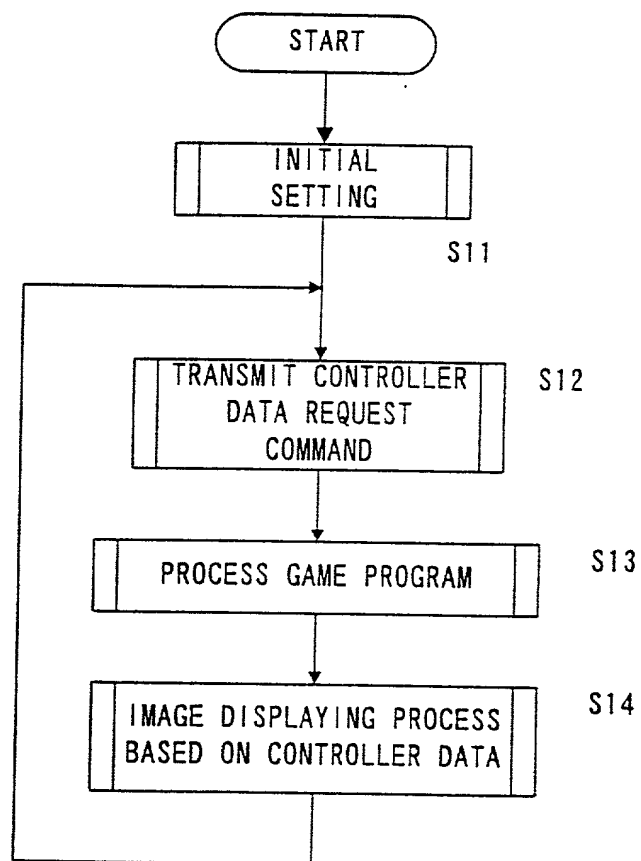 START
INITIAL
SETTING
S11
TRANSMIT CONTROLLER
DATA REQUEST
COMMAND
S12
PROCESS GAME PROGRAM
S13
IMAGE DISPLAYING PROCESS
BASED ON CONTROLLER DATA
S14